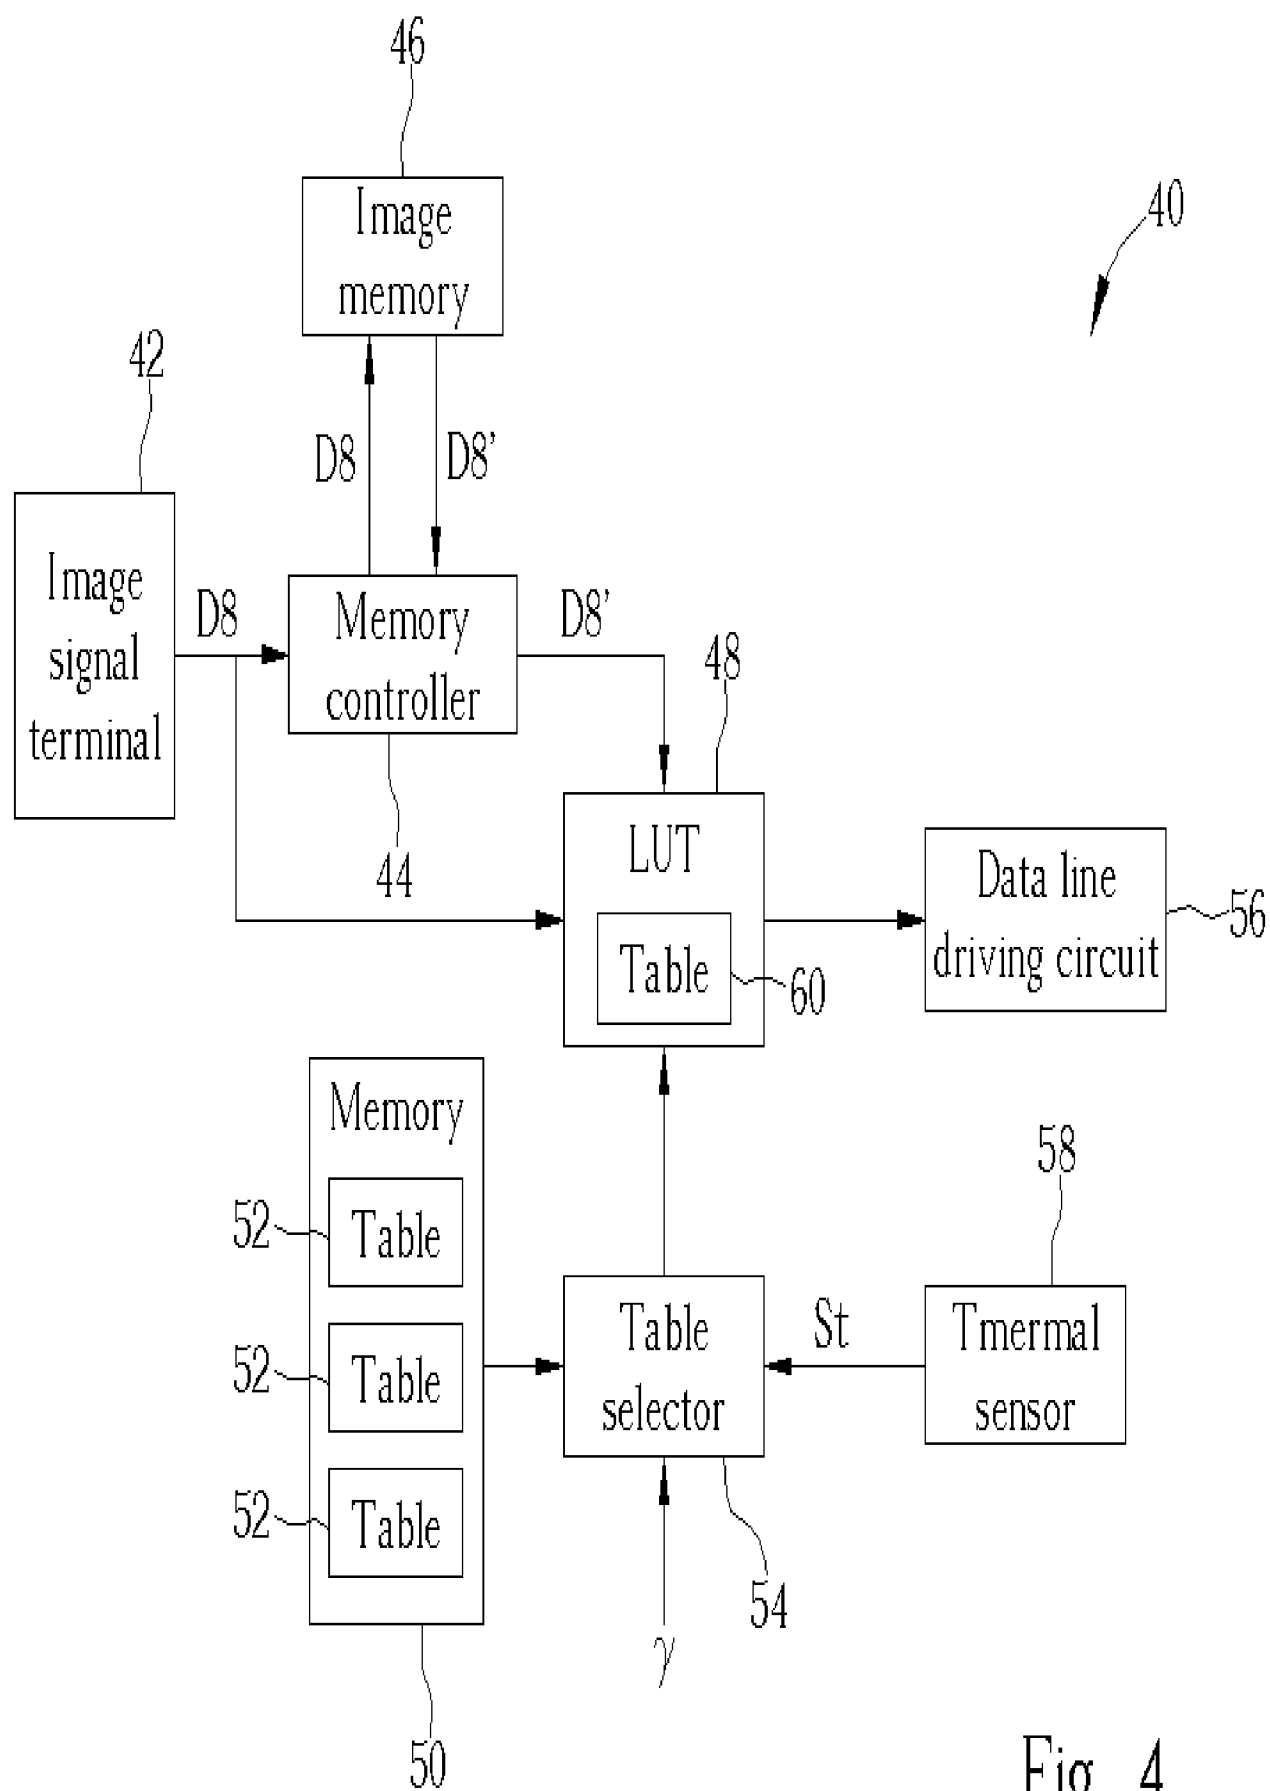 46
Image
memory
40
42
D8
D8'
Image
signal
terminal
D8
Memory
controller
D8'
48
44
LUT
Table
60
Data line
driving circuit
56
Memory
52
Table
52
Table
52
Table
50
Table
selector
54
St
58
Tmermal
sensor
γ
Fig. 4